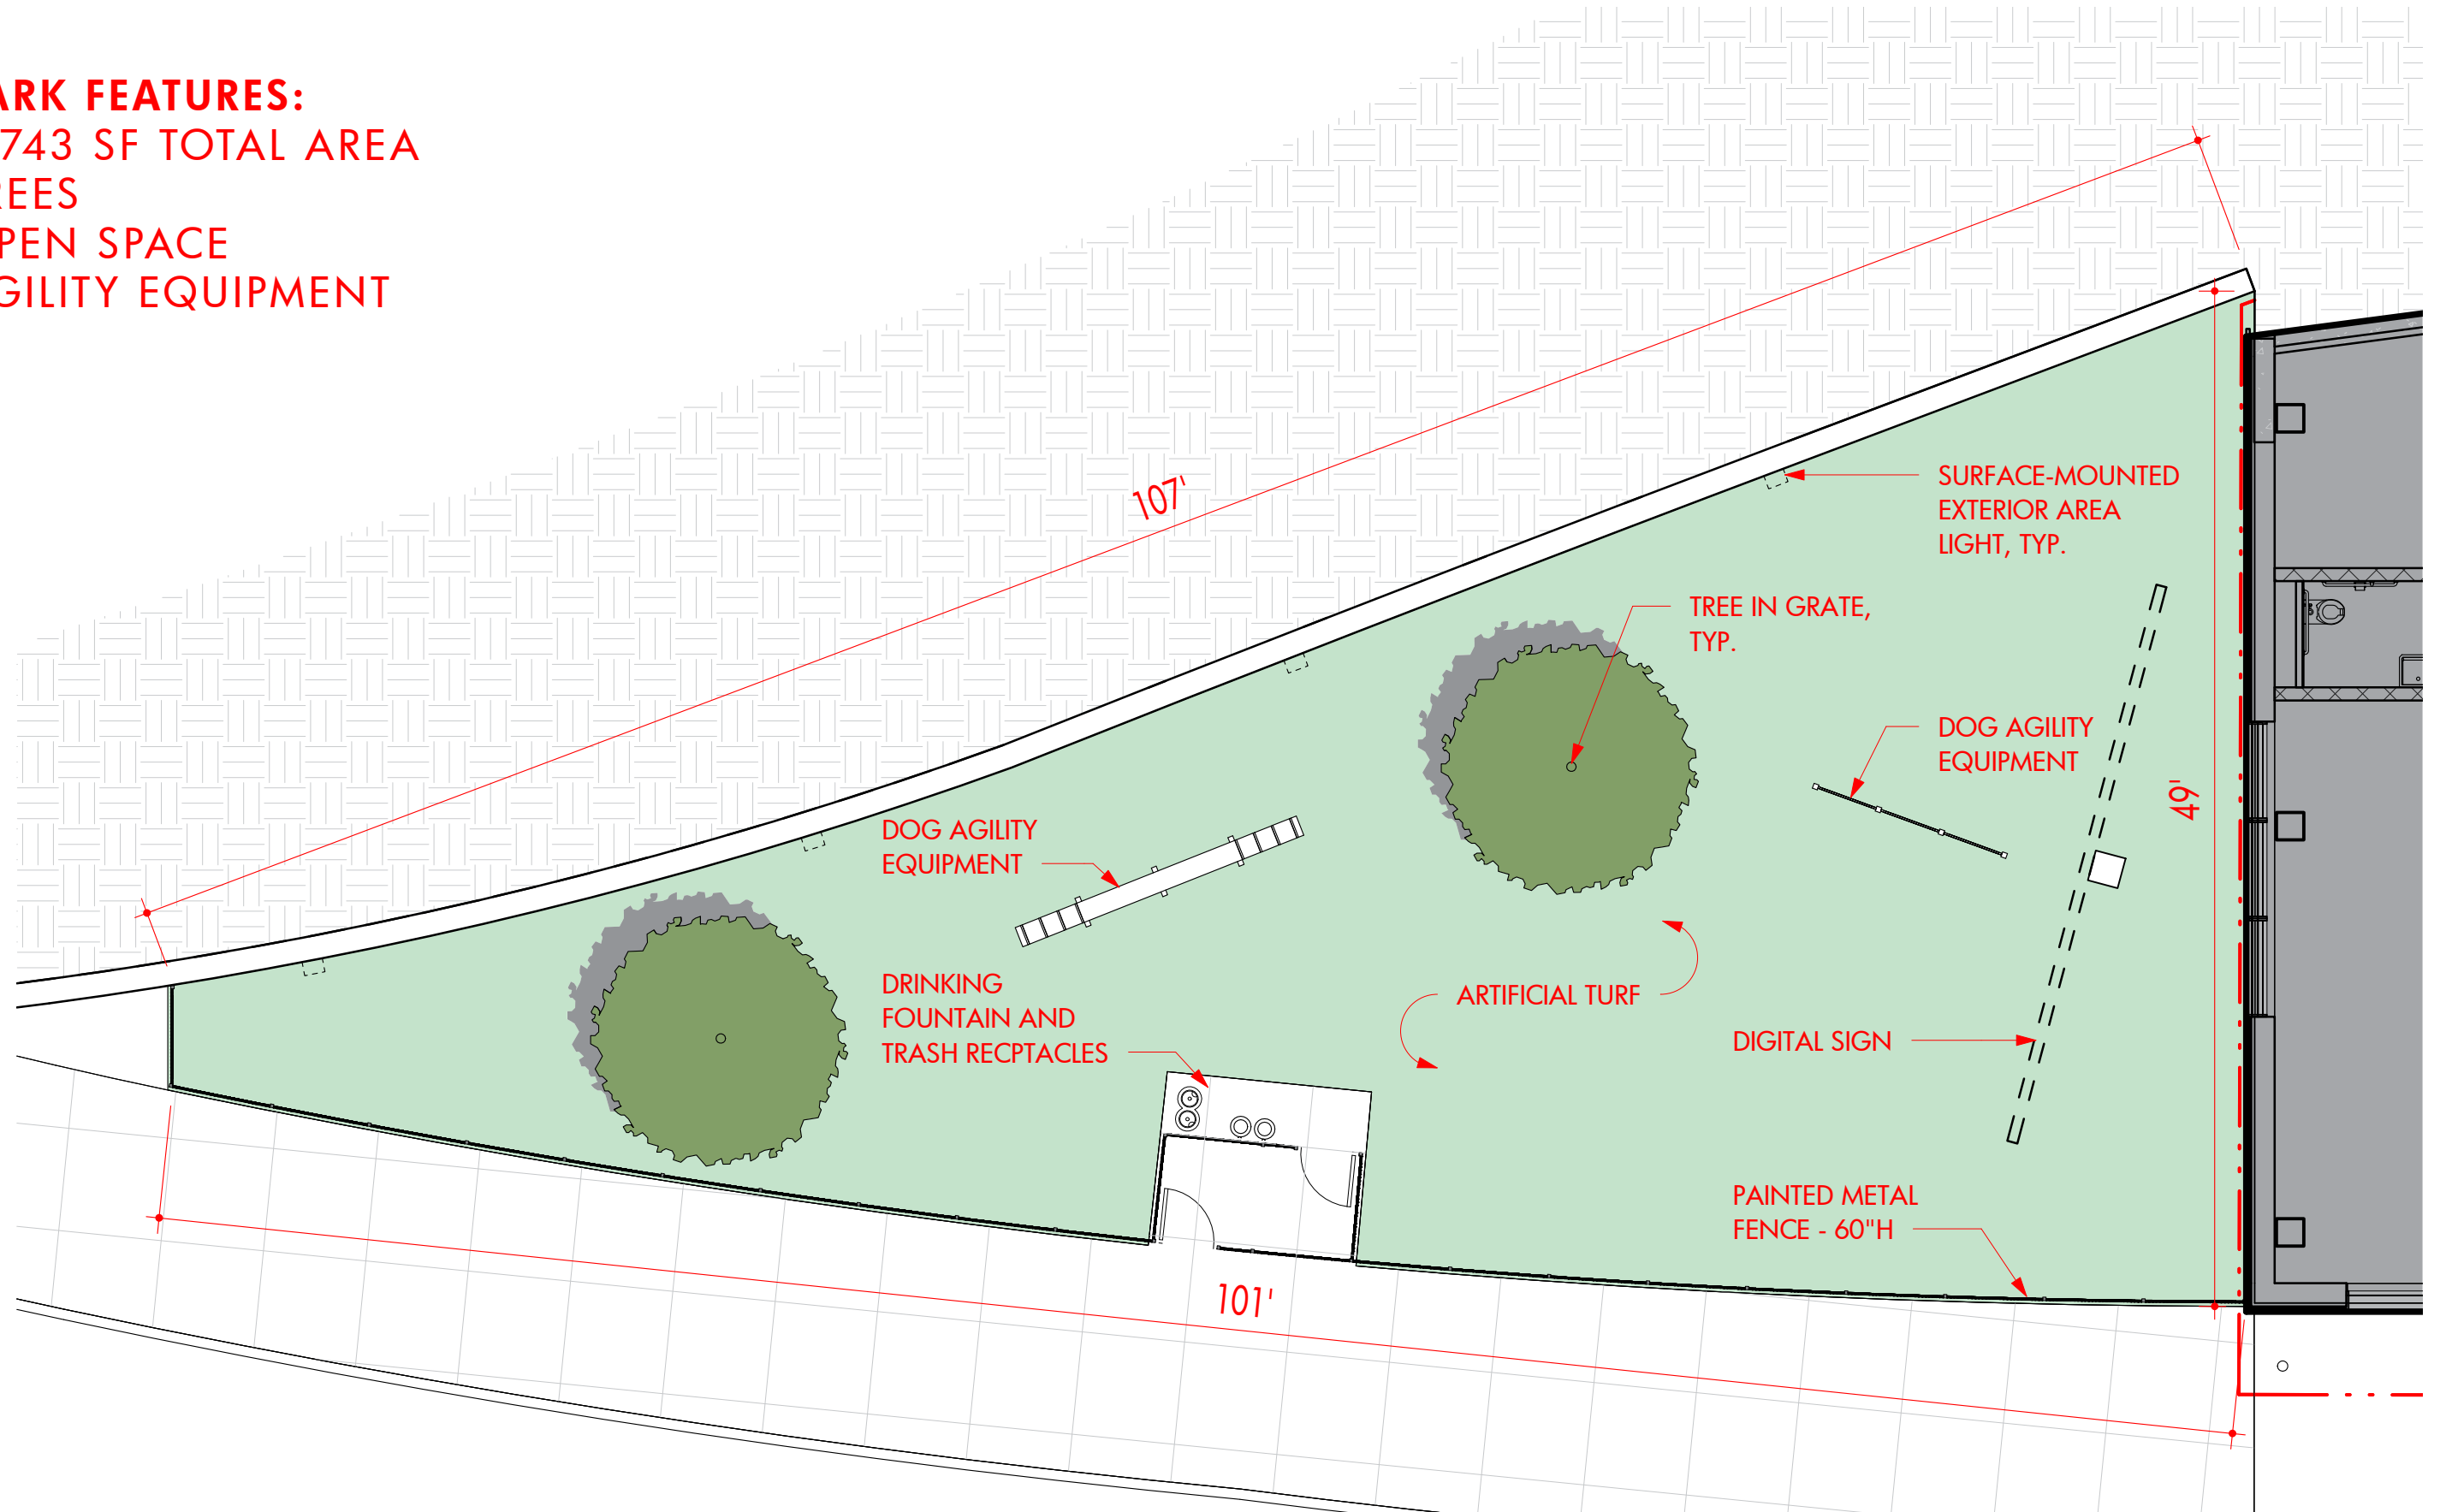 ARK FEATURES:
743 SF TOTAL AREA
REES
PEN SPACE
GILITY EQUIPMENT
107'
SURFACE-MOUNTED
EXTERIOR AREA
LIGHT, TYP.
TREE IN GRATE,
TYP.
DOG AGILITY
EQUIPMENT
49'
DOG AGILITY
EQUIPMENT
DRINKING
FOUNTAIN AND
TRASH RECPTACLES
ARTIFICIAL TURF
DIGITAL SIGN
PAINTED METAL
FENCE - 60"H
101'